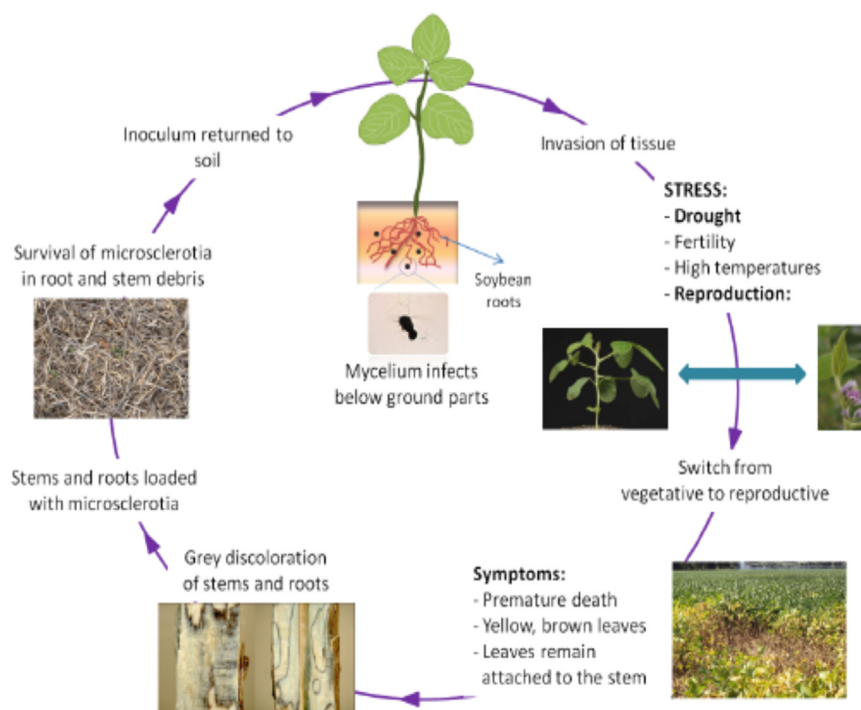 Inoculum returned to
soil
Invasion of tissue
STRESS:
- Drought
- Fertility
- High temperatures
- Reproduction:
Survival of microsclerotia
in root and stem debris
Soybean
roots
Mycelium infects
below ground parts
Switch from
vegetative to reproductive
Stems and roots loaded
with microsclerotia
Grey discoloration
of stems and roots
Symptoms:
- Premature death
- Yellow, brown leaves
- Leaves remain
attached to the stem